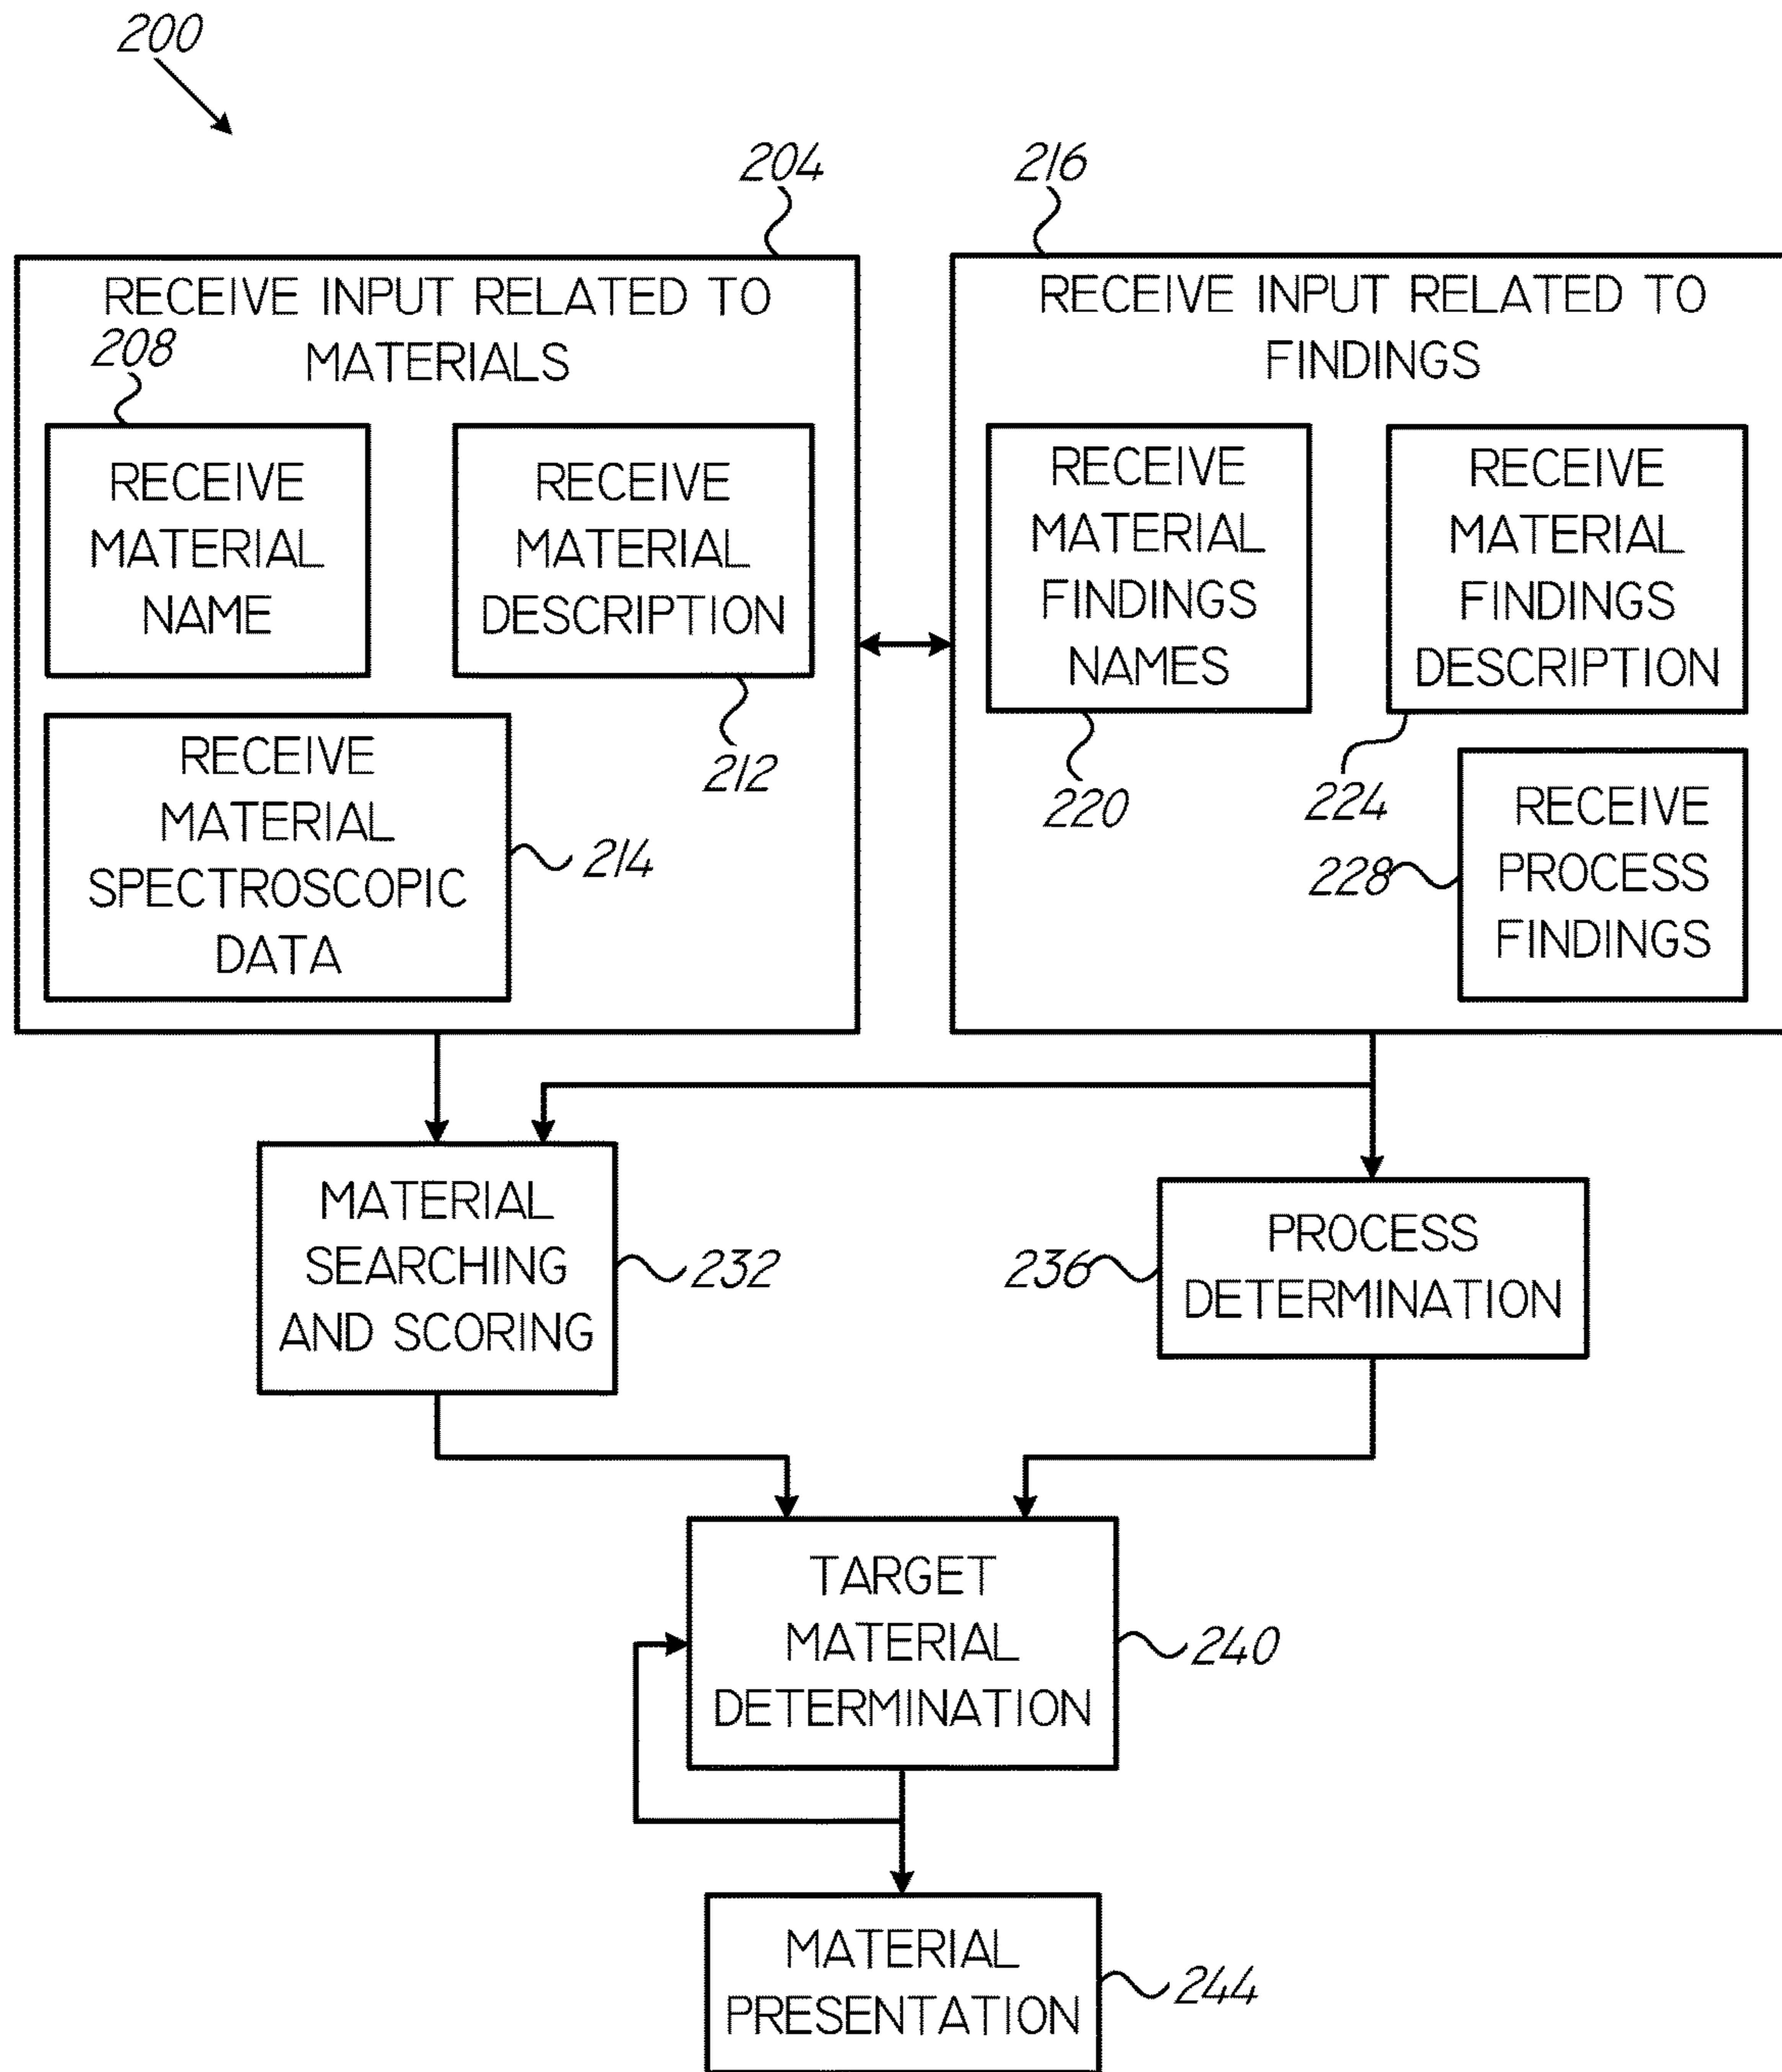 200
204
216
RECEIVE INPUT RELATED TO
MATERIALS
208
RECEIVE
MATERIAL
NAME
RECEIVE
MATERIAL
DESCRIPTION
212
RECEIVE
MATERIAL
SPECTROSCOPIC
DATA
214
RECEIVE INPUT RELATED TO
FINDINGS
RECEIVE
MATERIAL
FINDINGS
NAMES
220
RECEIVE
MATERIAL
FINDINGS
DESCRIPTION
224
RECEIVE
PROCESS
FINDINGS
228
MATERIAL
SEARCHING
AND SCORING
232
236
PROCESS
DETERMINATION
TARGET
MATERIAL
DETERMINATION
240
MATERIAL
PRESENTATION
244